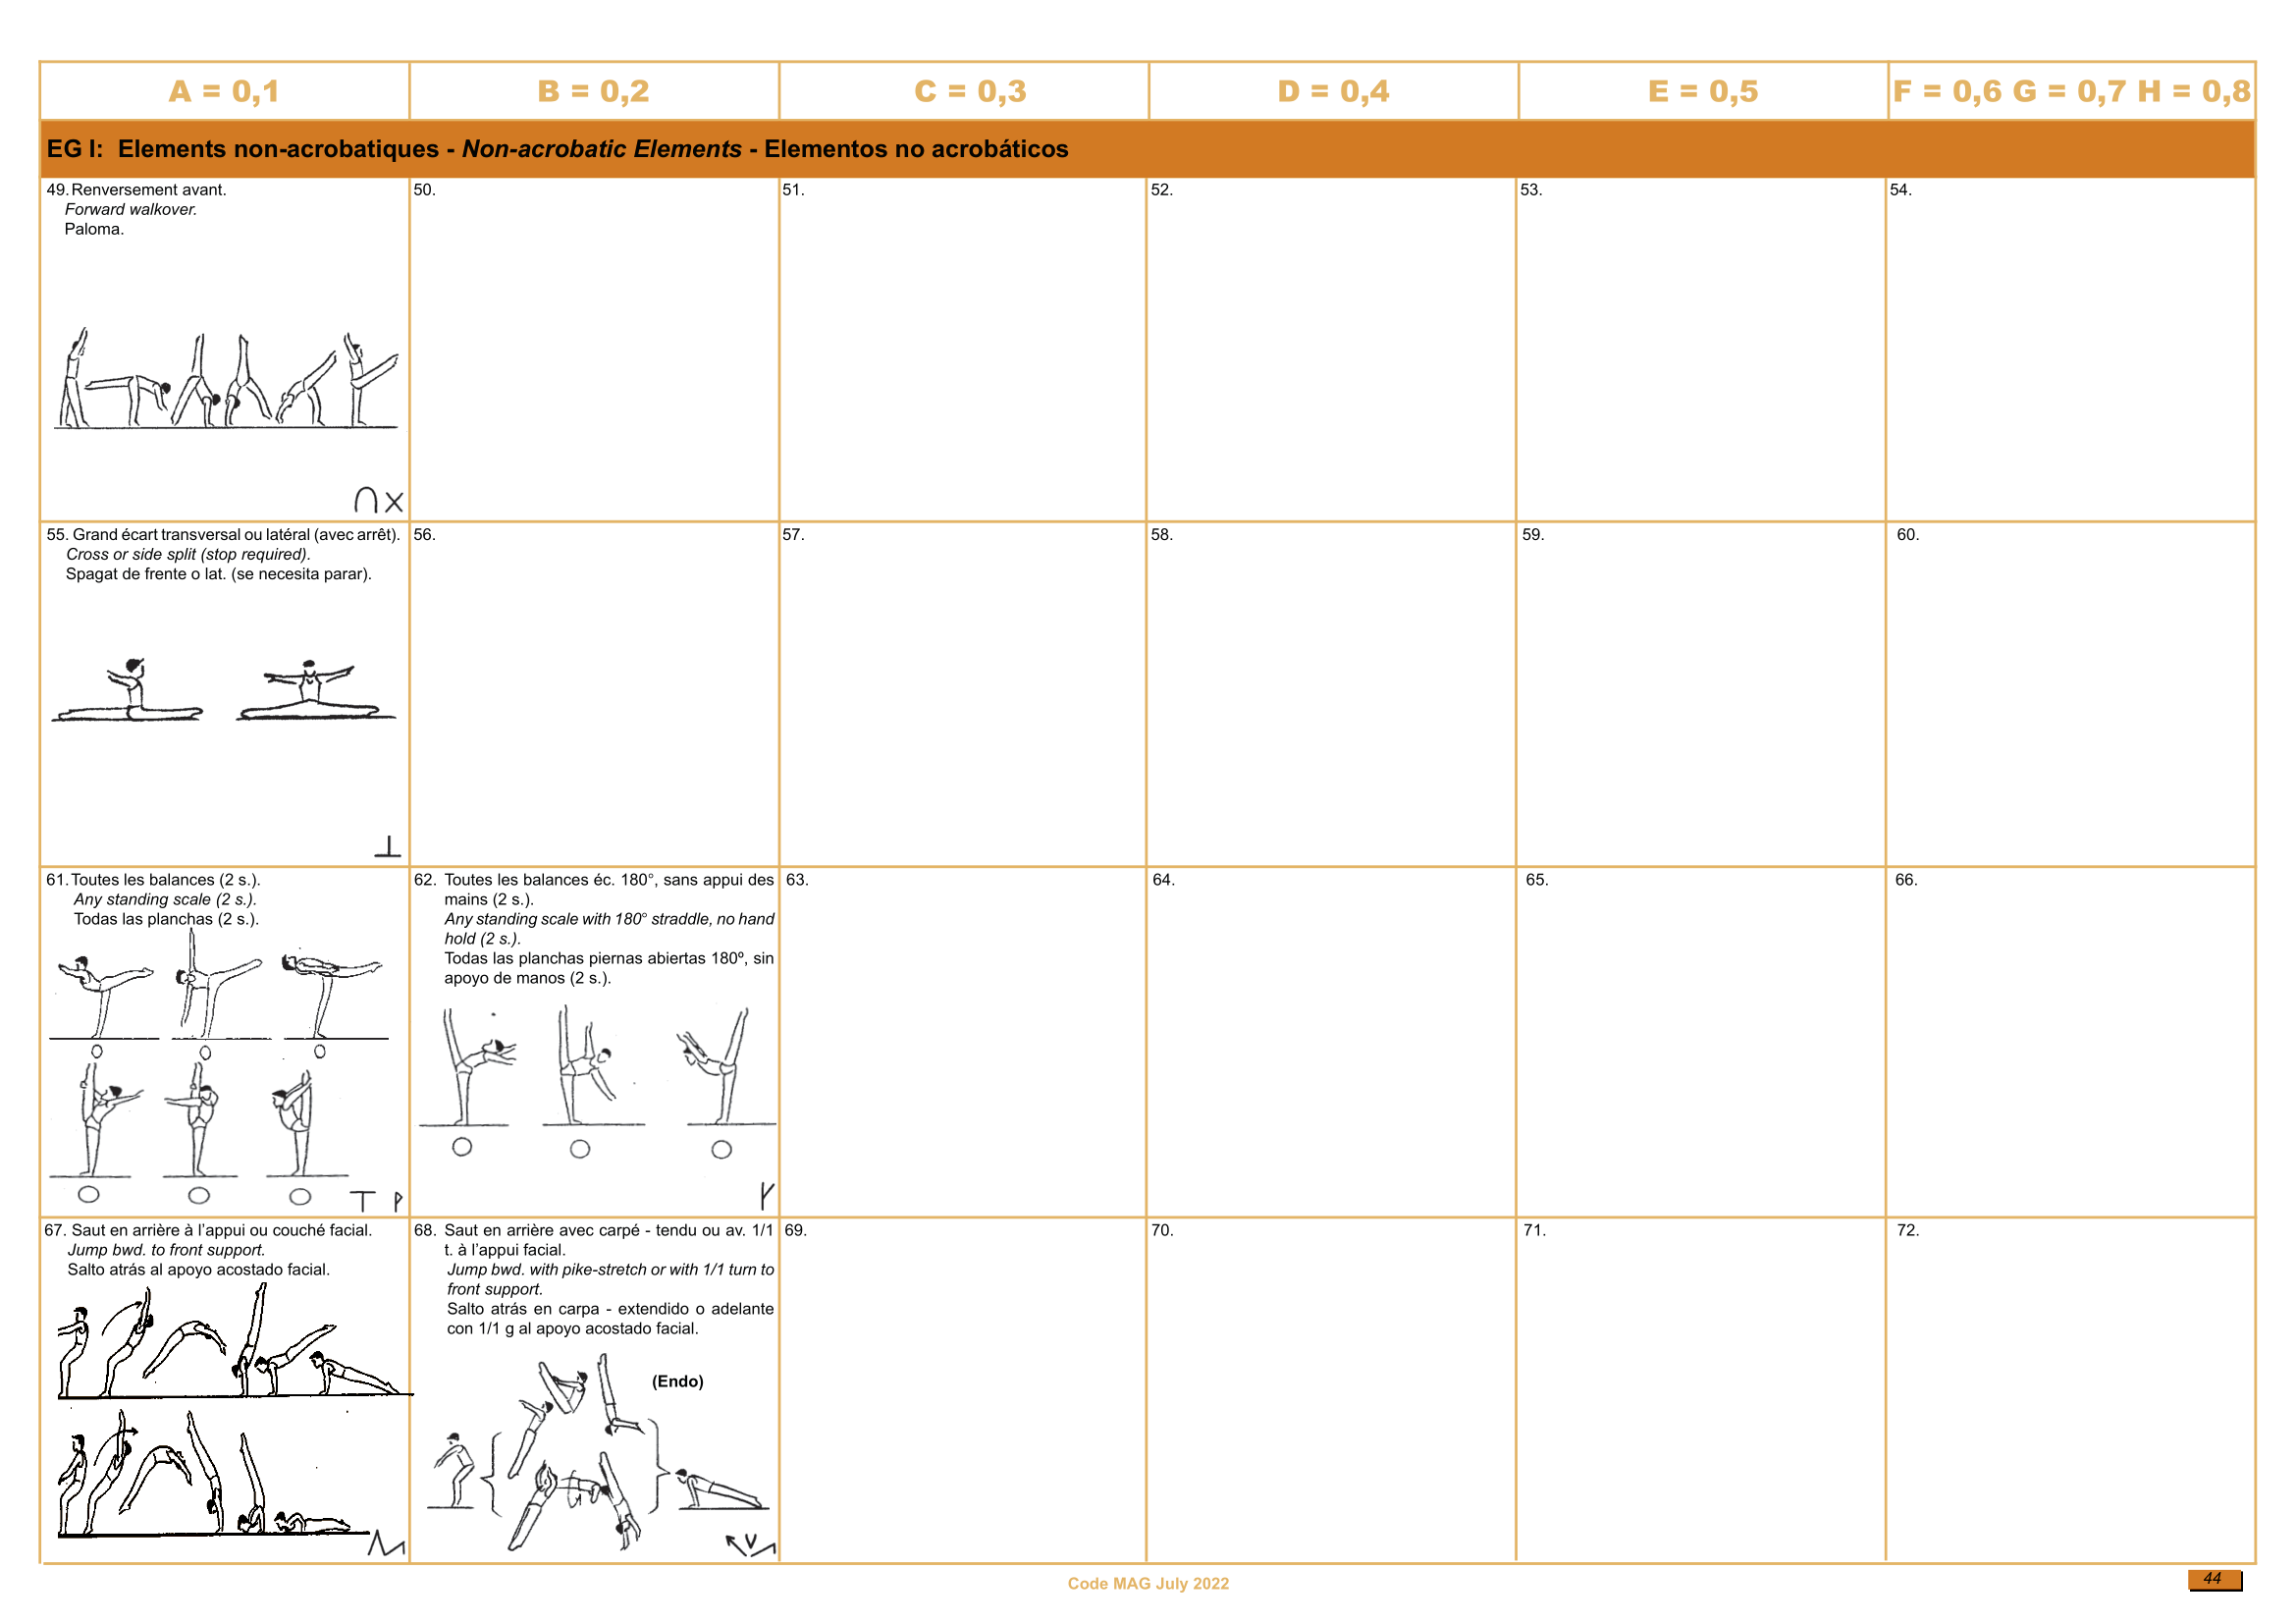 A = 0,1
B = 0,2
C = 0,3
D = 0,4
E = 0,5
F = 0,6 G = 0,7 H = 0,8
EG I: Elements non-acrobatiques - Non-acrobatic Elements - Elementos no acrobáticos
49. Renversement avant.
Forward walkover.
Paloma.
50.
51.
52.
53.
54.
55. Grand écart transversal ou latéral (avec arrêt).
Cross or side split (stop required).
Spagat de frente o lat. (se necesita parar).
56.
57.
58.
59.
60.
61. Toutes les balances (2 s.).
Any standing scale (2 s.).
Todas las planchas (2 s.).
62. Toutes les balances éc. 180°, sans appui des
mains (2 s.).
Any standing scale with 180° straddle, no hand
hold (2 s.).
Todas las planchas piernas abiertas 180º, sin
apoyo de manos (2 s.).
63.
64.
65.
66.
67. Saut en arrière à l'appui ou couché facial.
Jump bwd. to front support.
Salto atrás al apoyo acostado facial.
68. Saut en arrière avec carpé - tendu ou av. 1/1
t. à l'appui facial.
Jump bwd. with pike-stretch or with 1/1 turn to
front support.
Salto atrás en carpa - extendido o adelante
con 1/1 g al apoyo acostado facial.
(Endo)
69.
70.
71.
72.
Code MAG July 2022
44